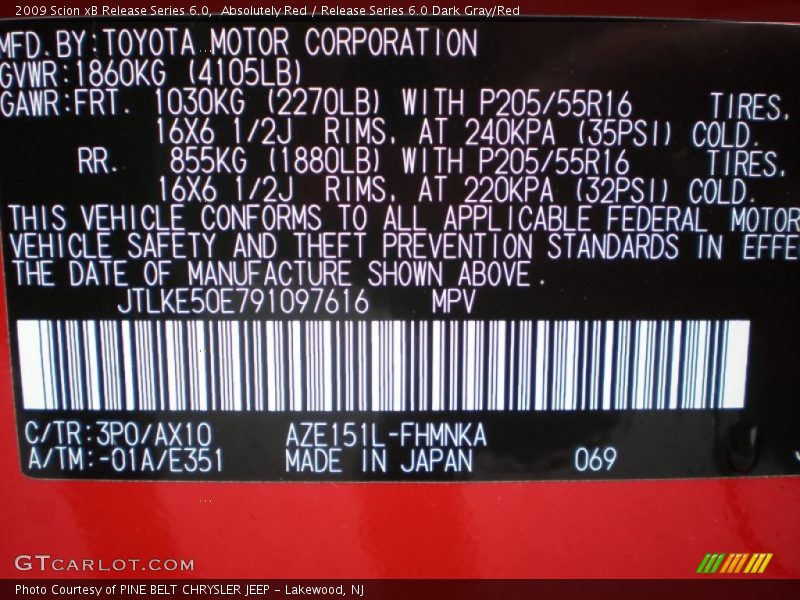 2009 Scion xB Release Series 6.0, Absolutely Red / Release Series 6.0 Dark Gray/Red
MFD.BY:TOYOTA MOTOR CORPORATION
GVWR:1860KG (4105LB)
GAWR:FRT. 1030KG (2270LB) WITH P205/55R16 TIRES,
16X6 1/2J RIMS, AT 240KPA (35PSI) COLD.
RR. 855KG (1880LB) WITH P205/55R16 TIRES,
16X6 1/2J RIMS, AT 220KPA (32PSI) COLD.
THIS VEHICLE CONFORMS TO ALL APPLICABLE FEDERAL MOTOR
VEHICLE SAFETY AND THEFT PREVENTION STANDARDS IN EFFE
THE DATE OF MANUFACTURE SHOWN ABOVE.
JTLKE50E791097616 MPV
C/TR:3P0/AX10 AZE151L-FHMNKA
A/TM:-01A/E351 MADE IN JAPAN 069
GTCARLOT.COM
Photo Courtesy of PINE BELT CHRYSLER JEEP - Lakewood, NJ